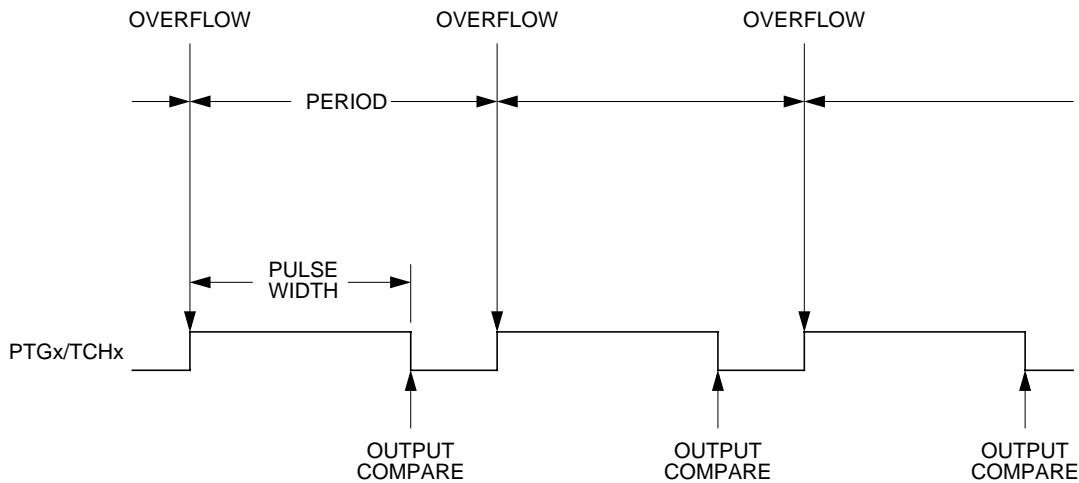 OVERFLOW
OVERFLOW
OVERFLOW
PERIOD
PULSE
WIDTH
PTGx/TCHx
OUTPUT
COMPARE
OUTPUT
COMPARE
OUTPUT
COMPARE